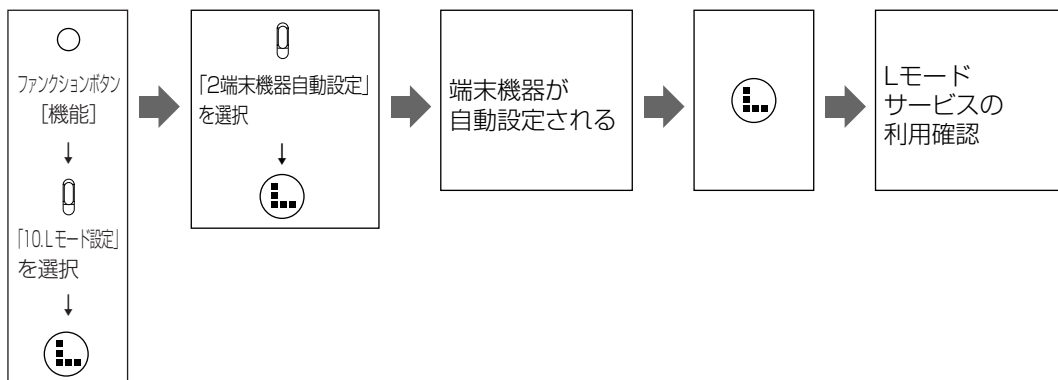 ファンクションボタン
[機能]
「10.Lモード設定」
を選択
「2端末機器自動設定」
を選択
端末機器が
自動設定される
Lモード
サービスの
利用確認